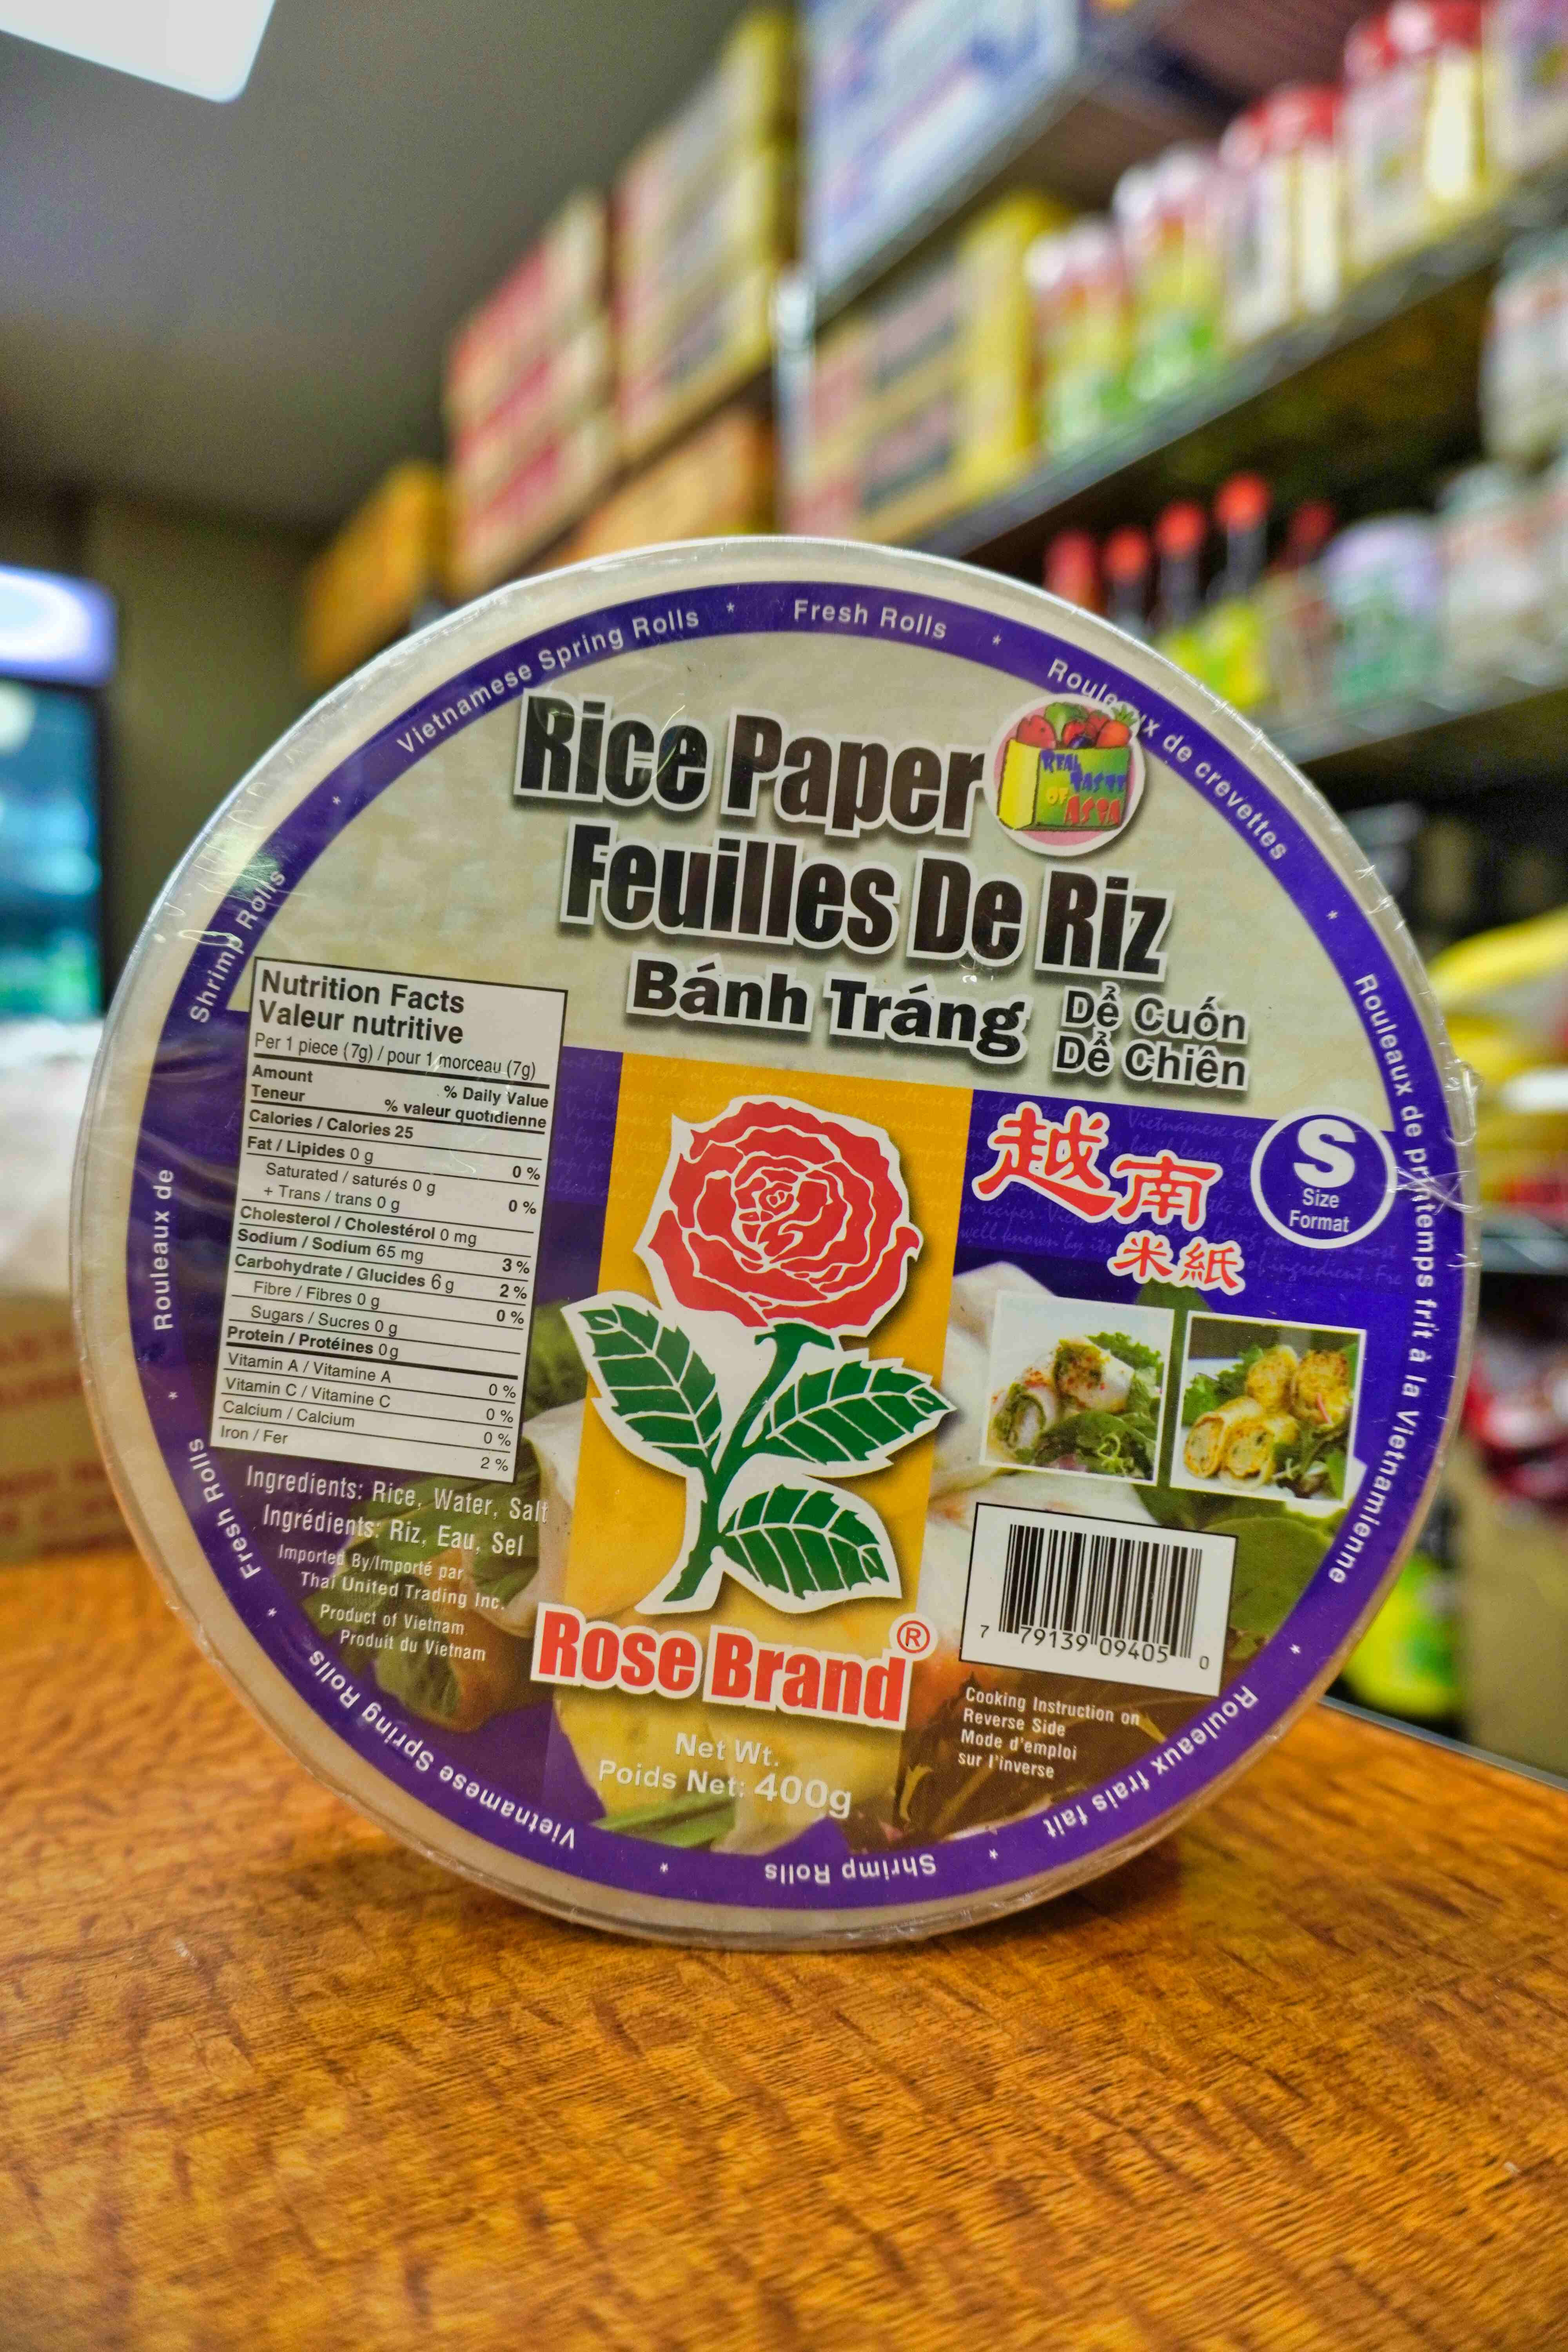 Vietnamese Spring Rolls * Fresh Rolls *
Rouleaux de crevettes *
Rouleaux de printemps frit à la Vietnamienne *
Rouleaux frais fait *
Shrimp Rolls *
Vietnamese Spring Rolls *
Fresh Rolls *
Rouleaux de
Shrimp Rolls *
Rice Paper
REAL
TASTE
OF ASIA
Feuilles De Riz
Bánh Tráng
Dể Cuốn
Dể Chiên
越南
米紙
S
Size
Format
Nutrition Facts
Valeur nutritive
Per 1 piece (7g) / pour 1 morceau (7g)
Amount % Daily Value
Teneur % valeur quotidienne
Calories / Calories 25
Fat / Lipides 0 g 0 %
Saturated / saturés 0 g
+ Trans / trans 0 g 0 %
Cholesterol / Cholestérol 0 mg
Sodium / Sodium 65 mg 3 %
Carbohydrate / Glucides 6 g 2 %
Fibre / Fibres 0 g 0 %
Sugars / Sucres 0 g
Protein / Protéines 0 g
Vitamin A / Vitamine A 0 %
Vitamin C / Vitamine C 0 %
Calcium / Calcium 0 %
Iron / Fer 2 %
Ingredients: Rice, Water, Salt
Ingrédients: Riz, Eau, Sel
Imported By/Importé par
Thai United Trading Inc.
Product of Vietnam
Produit du Vietnam
Rose Brand®
Net Wt.
Poids Net: 400g
7 79139 09405 0
Cooking Instruction on
Reverse Side
Mode d'emploi
sur l'inverse